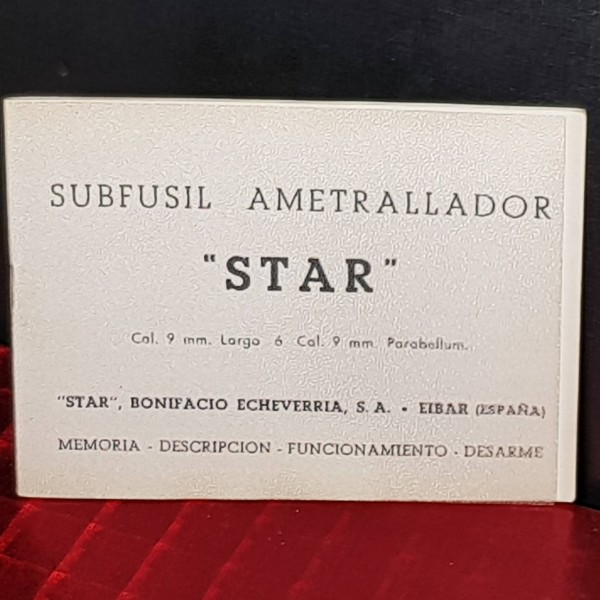 SUBFUSIL AMETRALLADOR
"STAR"
Cal. 9 mm. Largo 6 Cal. 9 mm. Parabellum.
"STAR", BONIFACIO ECHEVERRIA, S. A. • EIBAR (ESPAÑA)
MEMORIA - DESCRIPCION - FUNCIONAMIENTO - DESARME